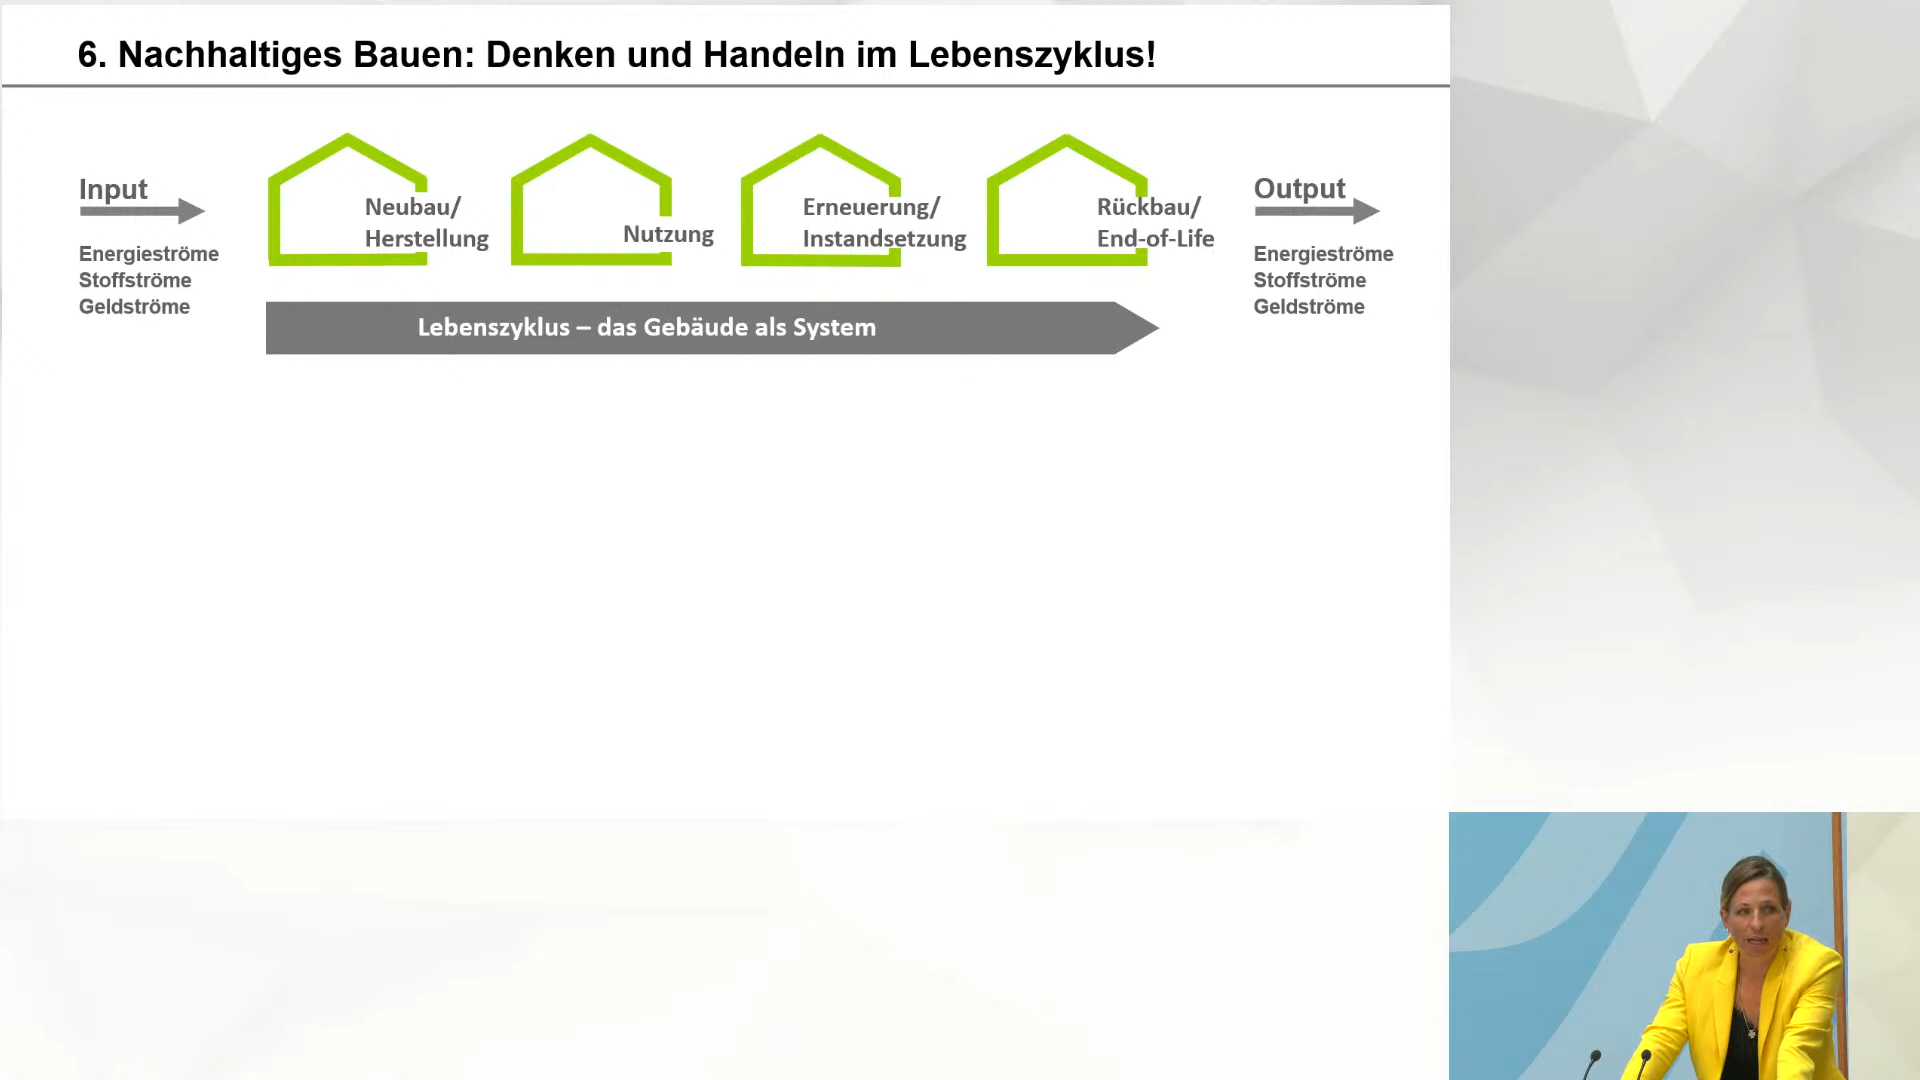 6. Nachhaltiges Bauen: Denken und Handeln im Lebenszyklus!
Input
Energieströme
Stoffströme
Geldströme
Neubau/
Herstellung
Nutzung
Erneuerung/
Instandsetzung
Rückbau/
End-of-Life
Output
Energieströme
Stoffströme
Geldströme
Lebenszyklus – das Gebäude als System